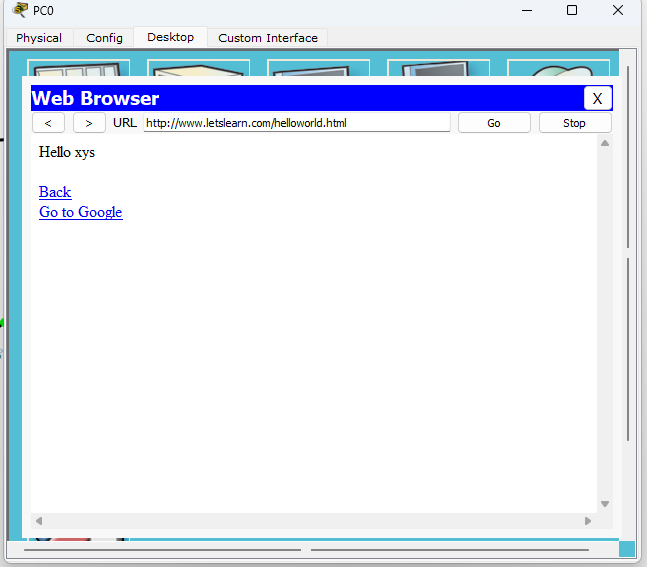 PC0
Physical Config Desktop Custom Interface
Web Browser X
< > URL http://www.letslearn.com/helloworld.html Go Stop
Hello xys
Back
Go to Google